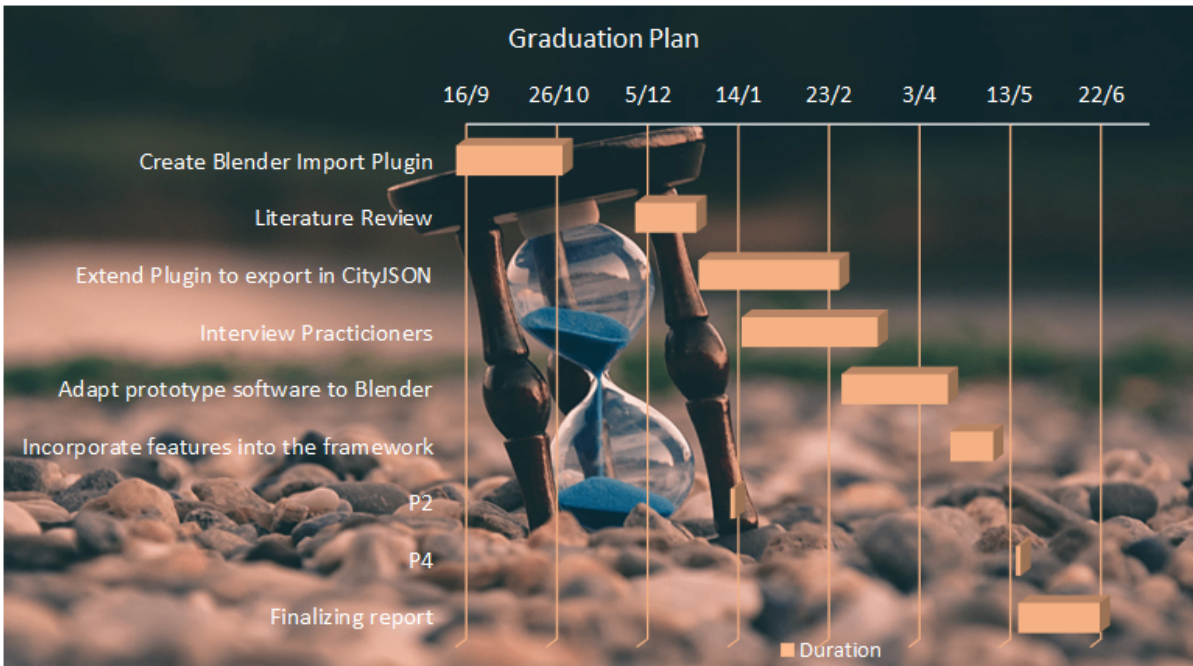 Graduation Plan
16/9 26/10 5/12 14/1 23/2 3/4 13/5 22/6
Create Blender Import Plugin
Literature Review
Extend Plugin to export in CityJSON
Interview Practicioners
Adapt prototype software to Blender
Incorporate features into the framework
P2
P4
Finalizing report
Duration